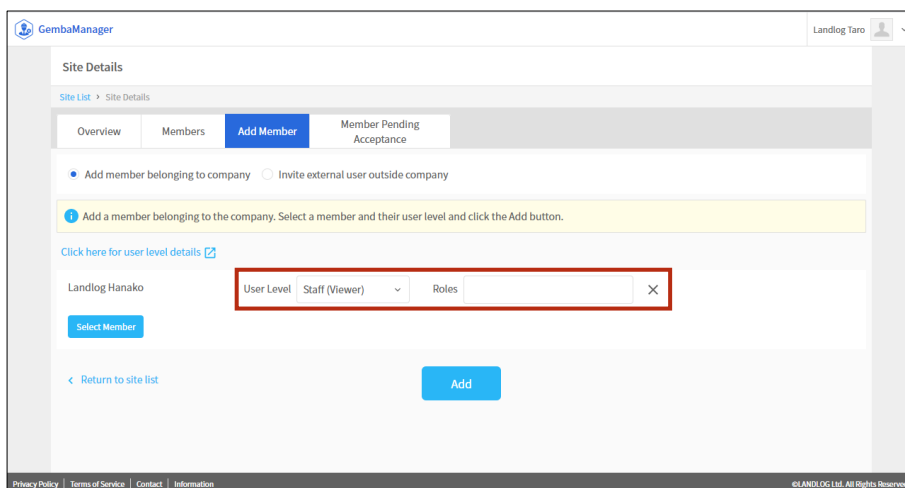 GembaManager
Landlog Taro
Site Details
Site List › Site Details
Overview
Members
Add Member
Member Pending
Acceptance
Add member belonging to company
Invite external user outside company
Add a member belonging to the company. Select a member and their user level and click the Add button.
Click here for user level details
Landlog Hanako
User Level
Staff (Viewer)
Roles
Select Member
Return to site list
Add
Privacy Policy | Terms of Service | Contact | Information
©LANDLOG Ltd. All Rights Reserved